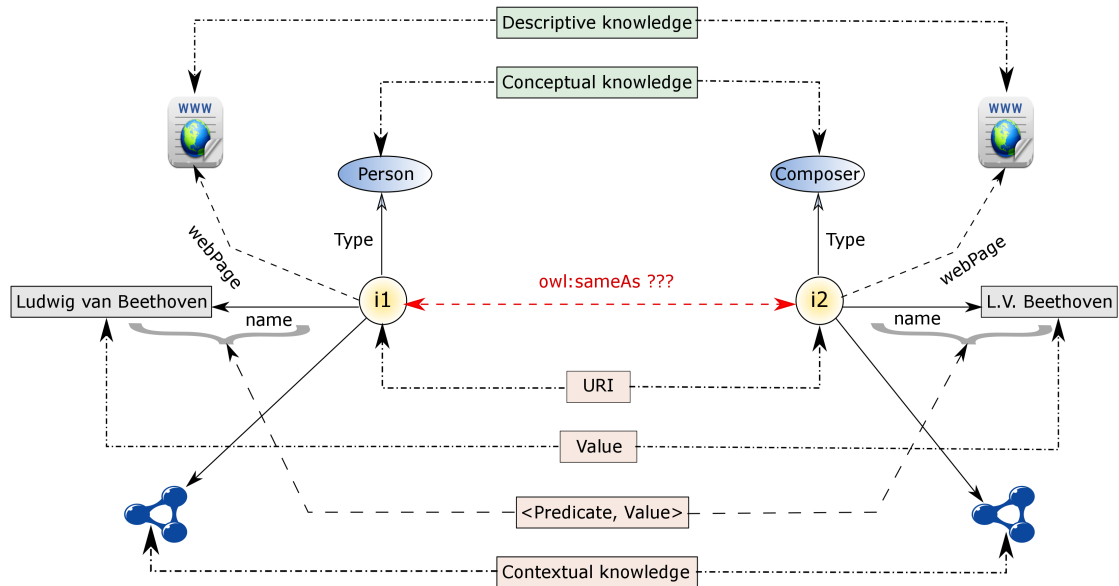 Descriptive knowledge
Conceptual knowledge
WWW
WWW
Person
Composer
Type
Type
webPage
webPage
owl:sameAs ???
i1
i2
Ludwig van Beethoven
L.V. Beethoven
name
name
URI
Value
<Predicate, Value>
Contextual knowledge